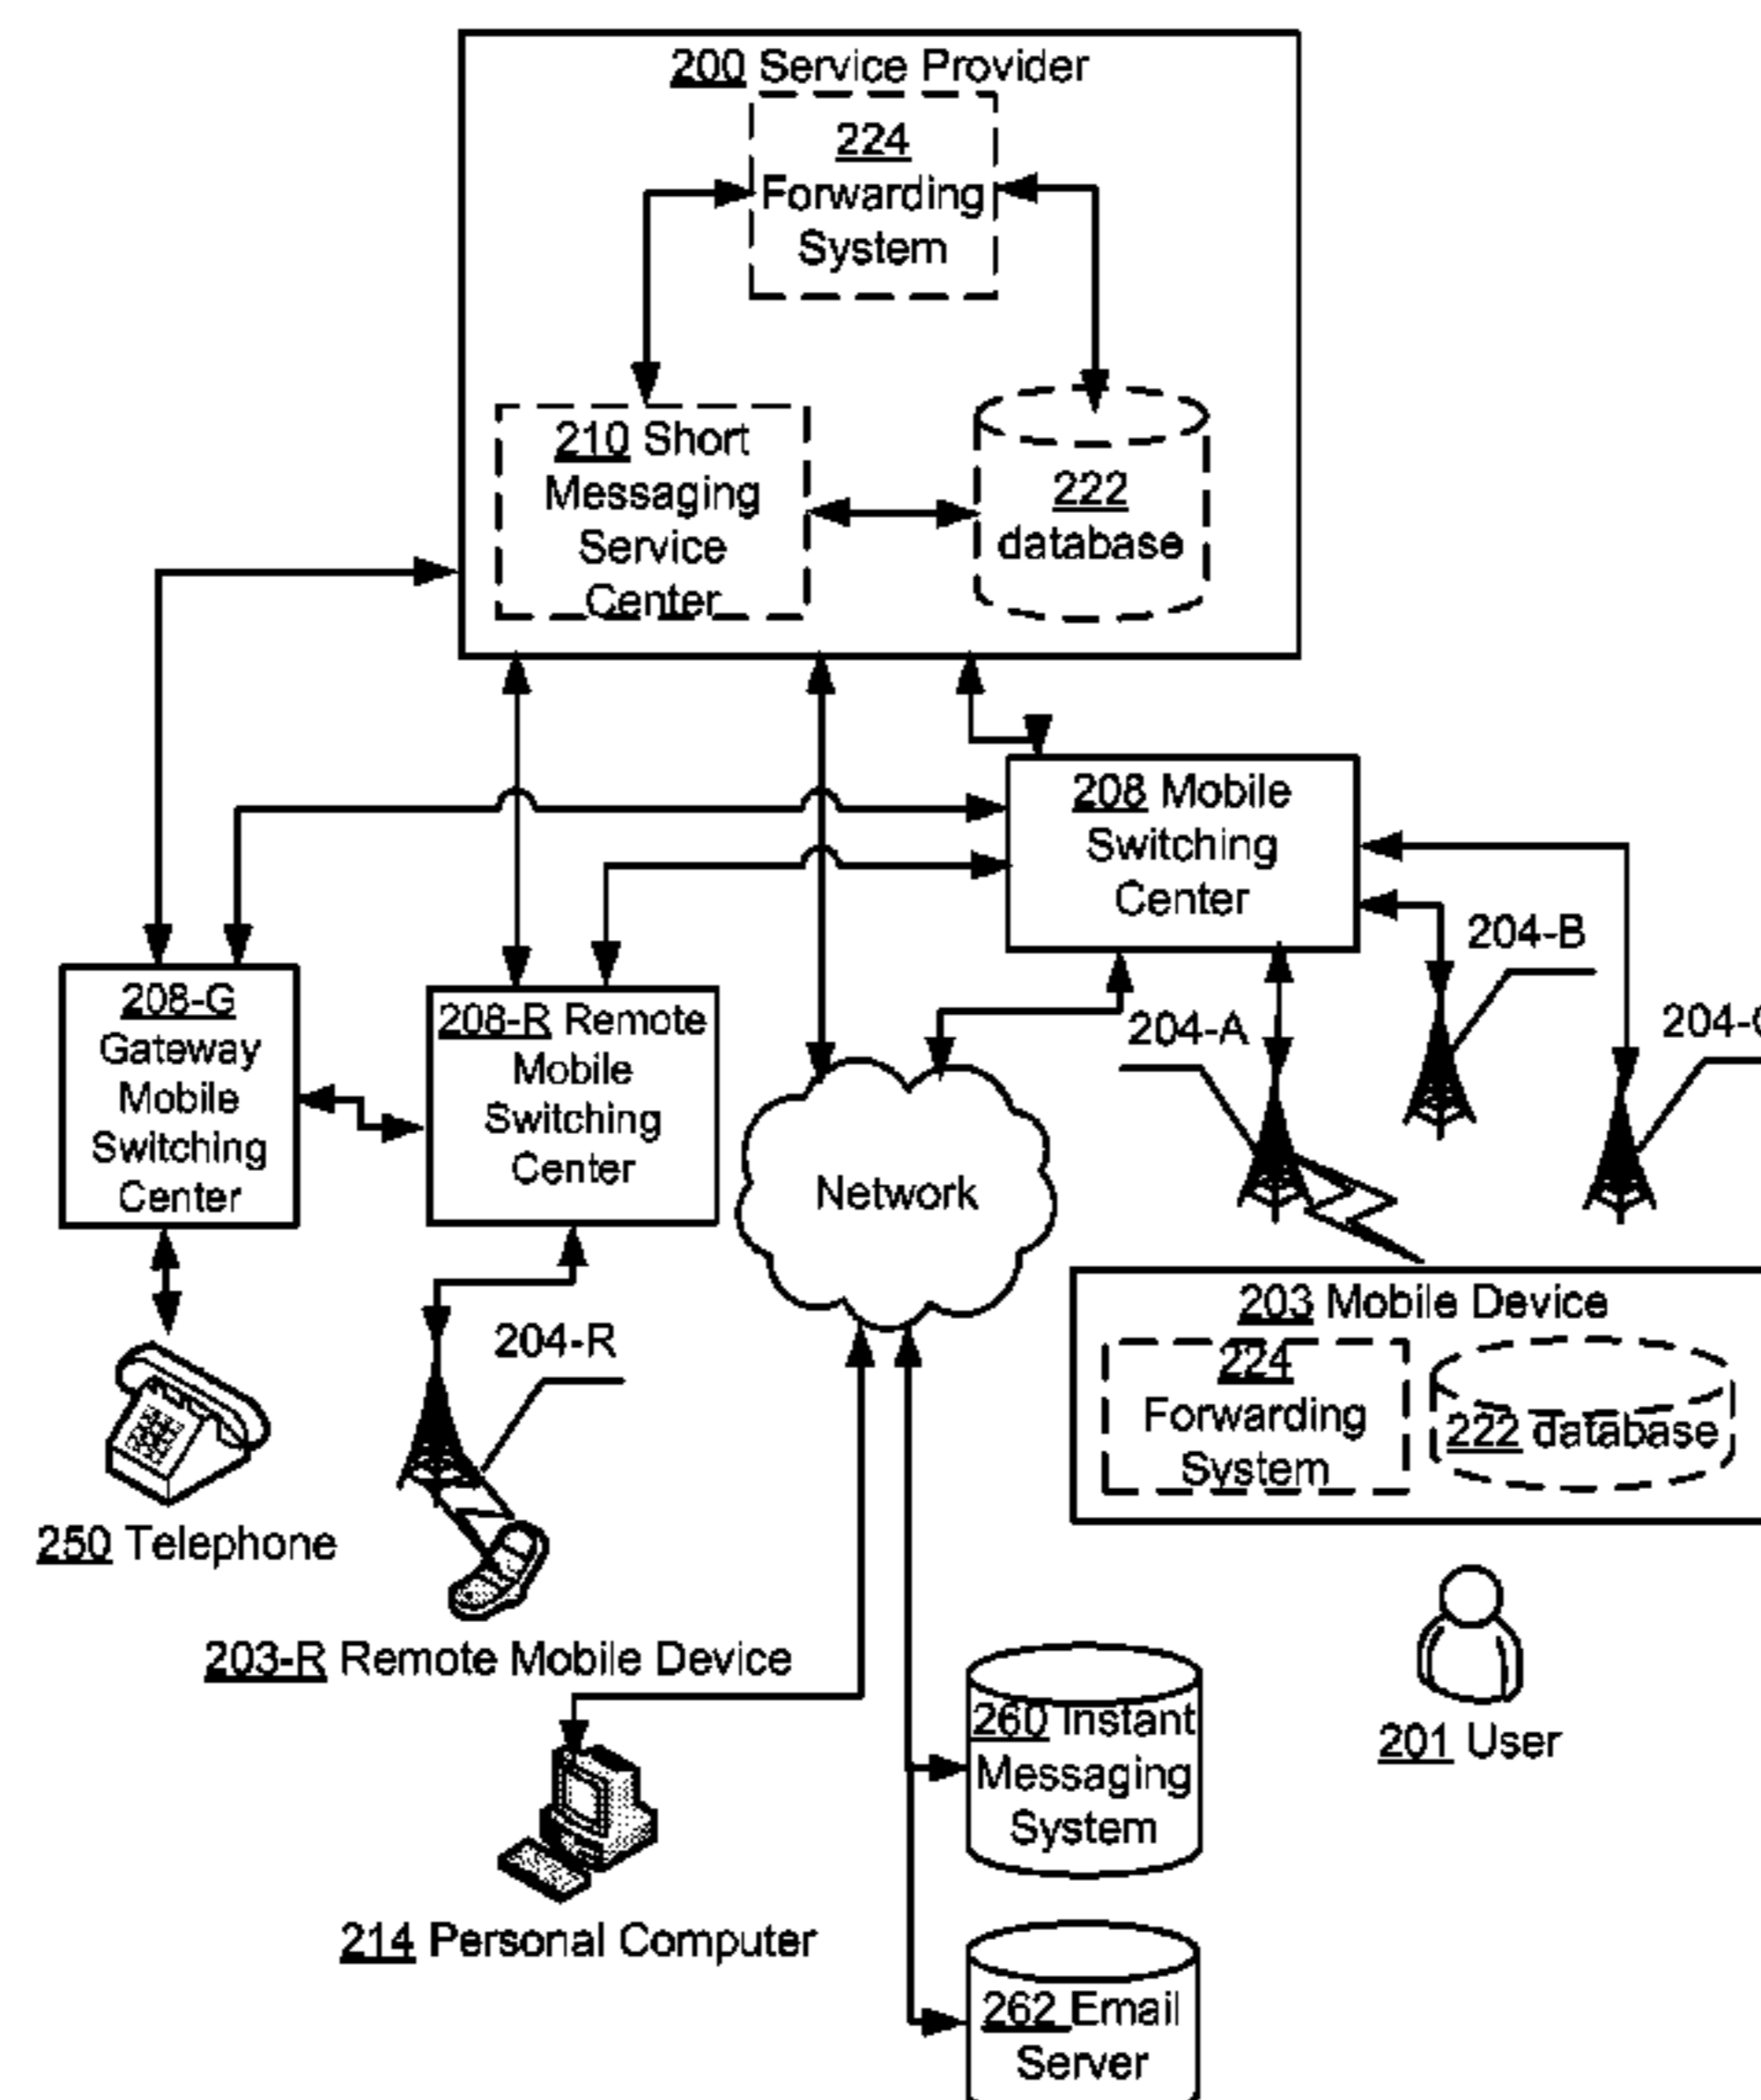 200 Service Provider
224
Forwarding
System
210 Short
Messaging
Service
Center
222
database
208 Mobile
Switching
Center
204-B
204-A
204-
208-G
Gateway
Mobile
Switching
Center
208-R Remote
Mobile
Switching
Center
Network
203 Mobile Device
224
Forwarding
System
222 database
204-R
250 Telephone
203-R Remote Mobile Device
201 User
260 Instant
Messaging
System
214 Personal Computer
262 Email
Server